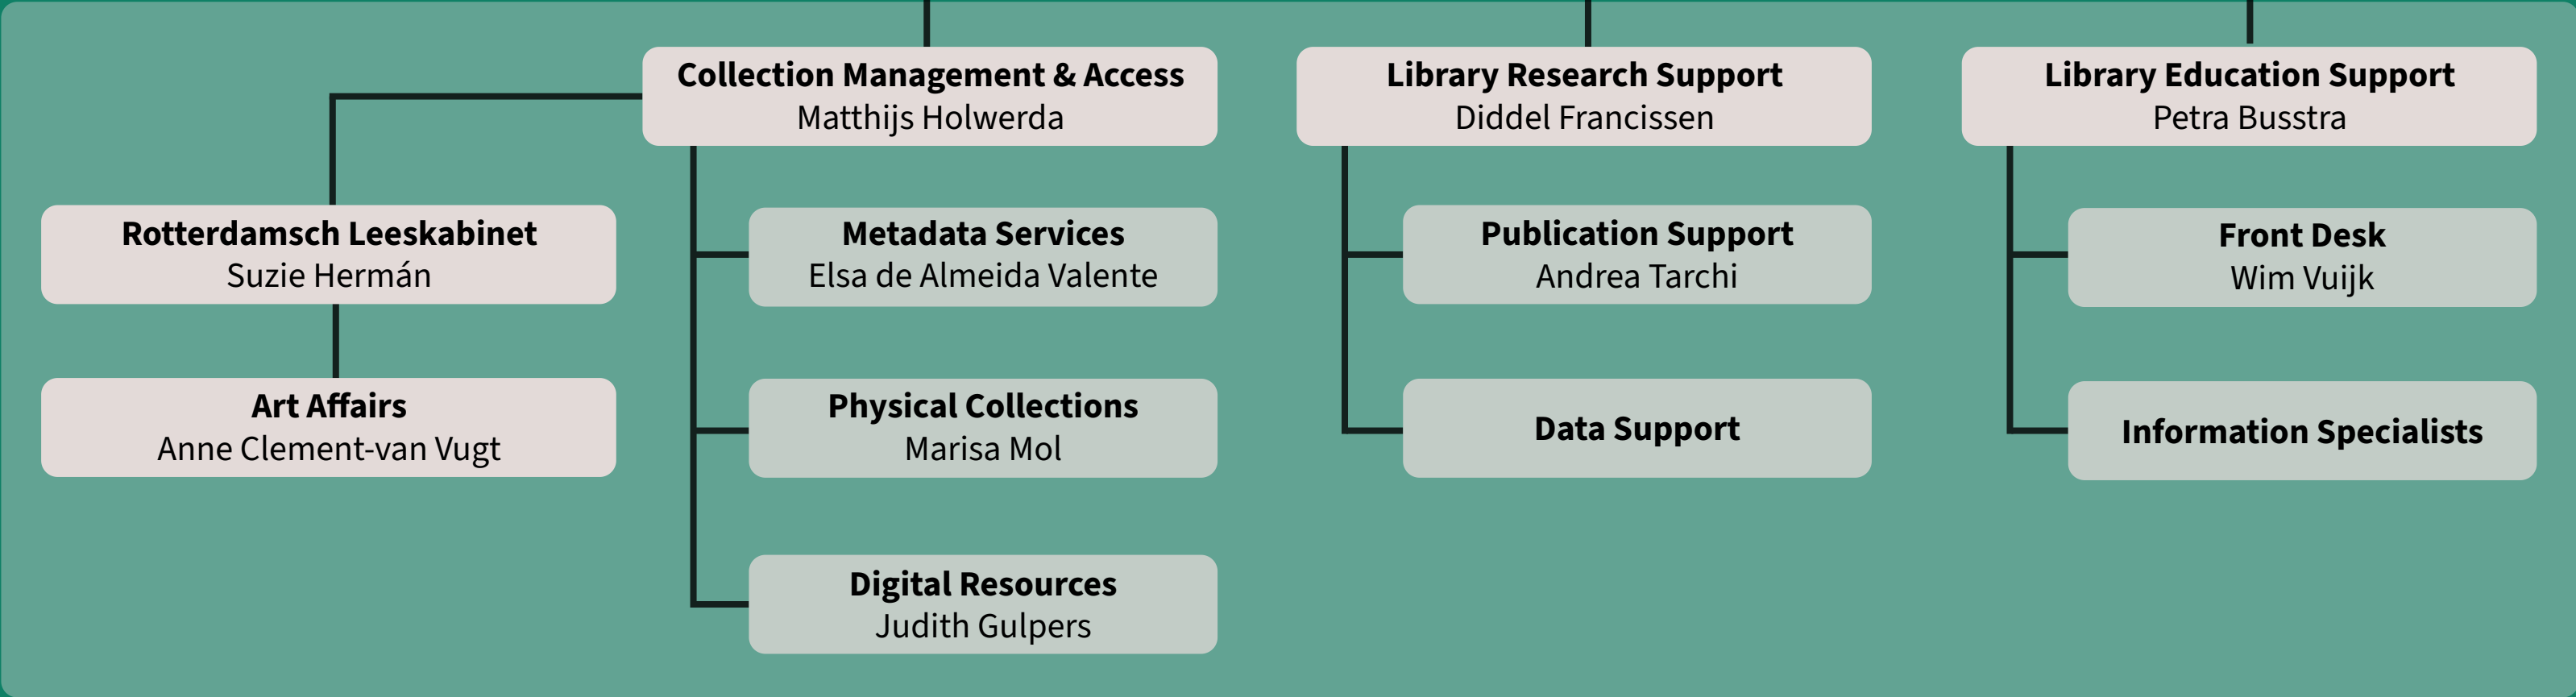 Collection Management & Access
Matthijs Holwerda
Library Research Support
Diddel Francissen
Library Education Support
Petra Busstra
Rotterdamsch Leeskabinet
Suzie Hermán
Metadata Services
Elsa de Almeida Valente
Publication Support
Andrea Tarchi
Front Desk
Wim Vuijk
Art Affairs
Anne Clement-van Vugt
Physical Collections
Marisa Mol
Data Support
Information Specialists
Digital Resources
Judith Gulpers